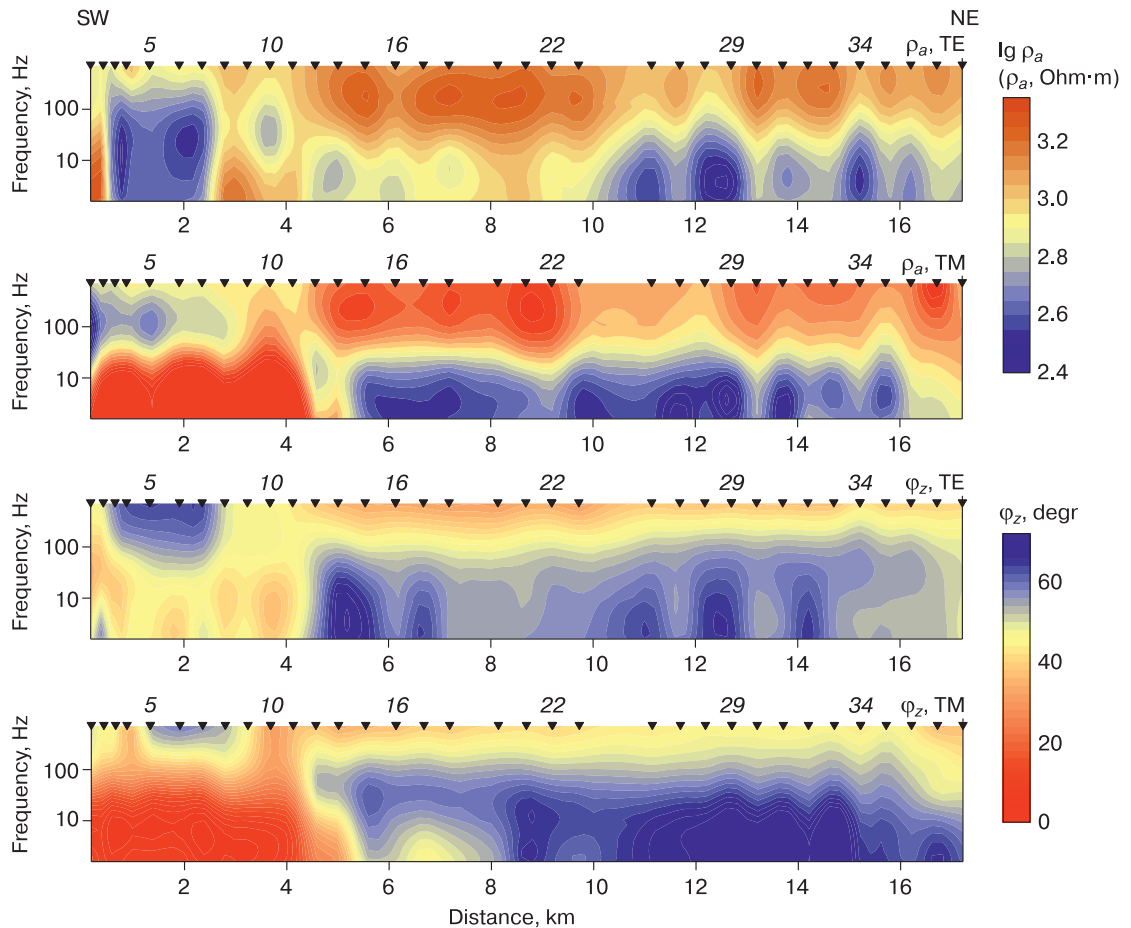 SW NE
5 10 16 22 29 34 ρa, TE
Frequency, Hz
100
10
2 4 6 8 10 12 14 16
lg ρa
(ρa, Ohm·m)
3.2
3.0
2.8
2.6
2.4
5 10 16 22 29 34 ρa, TM
Frequency, Hz
100
10
2 4 6 8 10 12 14 16
5 10 16 22 29 34 φz, TE
Frequency, Hz
100
10
2 4 6 8 10 12 14 16
φz, degr
60
40
20
0
5 10 16 22 29 34 φz, TM
Frequency, Hz
100
10
2 4 6 8 10 12 14 16
Distance, km